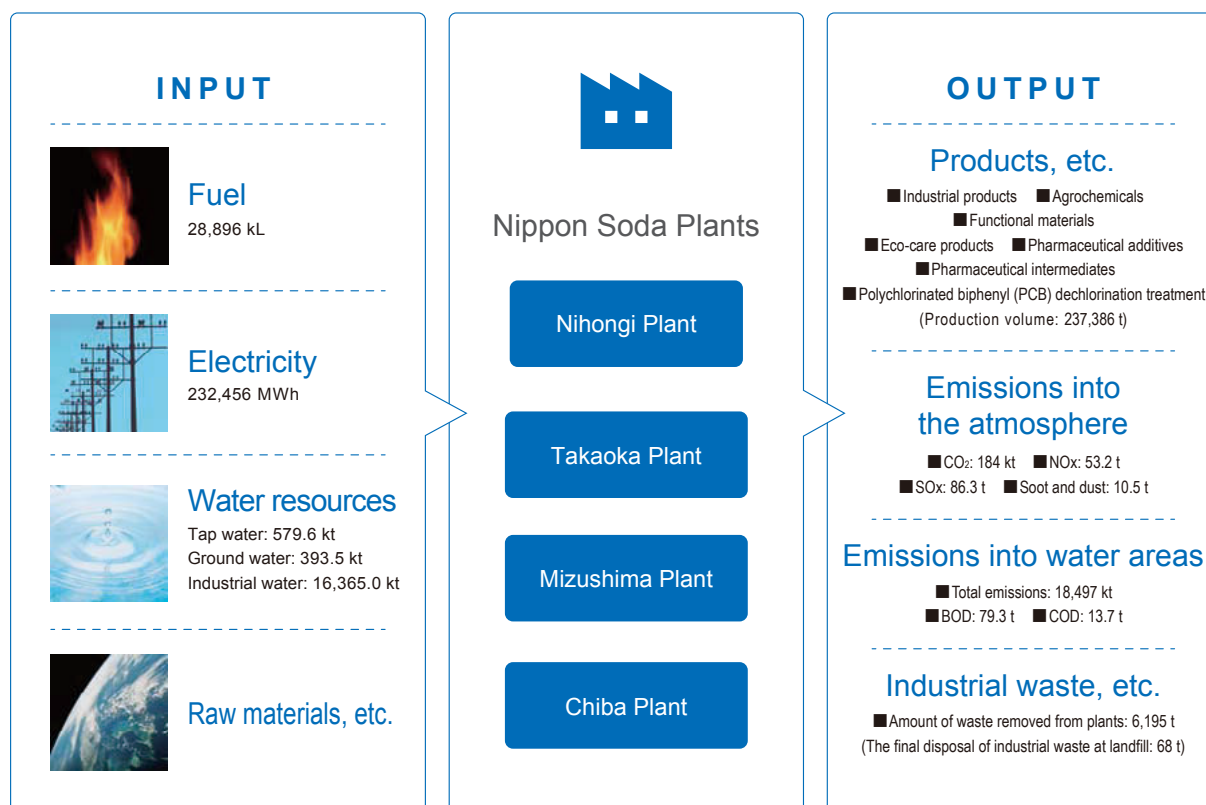 INPUT
Fuel
28,896 kL
Electricity
232,456 MWh
Water resources
Tap water: 579.6 kt
Ground water: 393.5 kt
Industrial water: 16,365.0 kt
Raw materials, etc.
Nippon Soda Plants
Nihongi Plant
Takaoka Plant
Mizushima Plant
Chiba Plant
OUTPUT
Products, etc.
■Industrial products ■Agrochemicals
■Functional materials
■Eco-care products ■Pharmaceutical additives
■Pharmaceutical intermediates
■Polychlorinated biphenyl (PCB) dechlorination treatment
(Production volume: 237,386 t)
Emissions into
the atmosphere
■CO₂: 184 kt ■NOx: 53.2 t
■SOx: 86.3 t ■Soot and dust: 10.5 t
Emissions into water areas
■Total emissions: 18,497 kt
■BOD: 79.3 t ■COD: 13.7 t
Industrial waste, etc.
■Amount of waste removed from plants: 6,195 t
(The final disposal of industrial waste at landfill: 68 t)